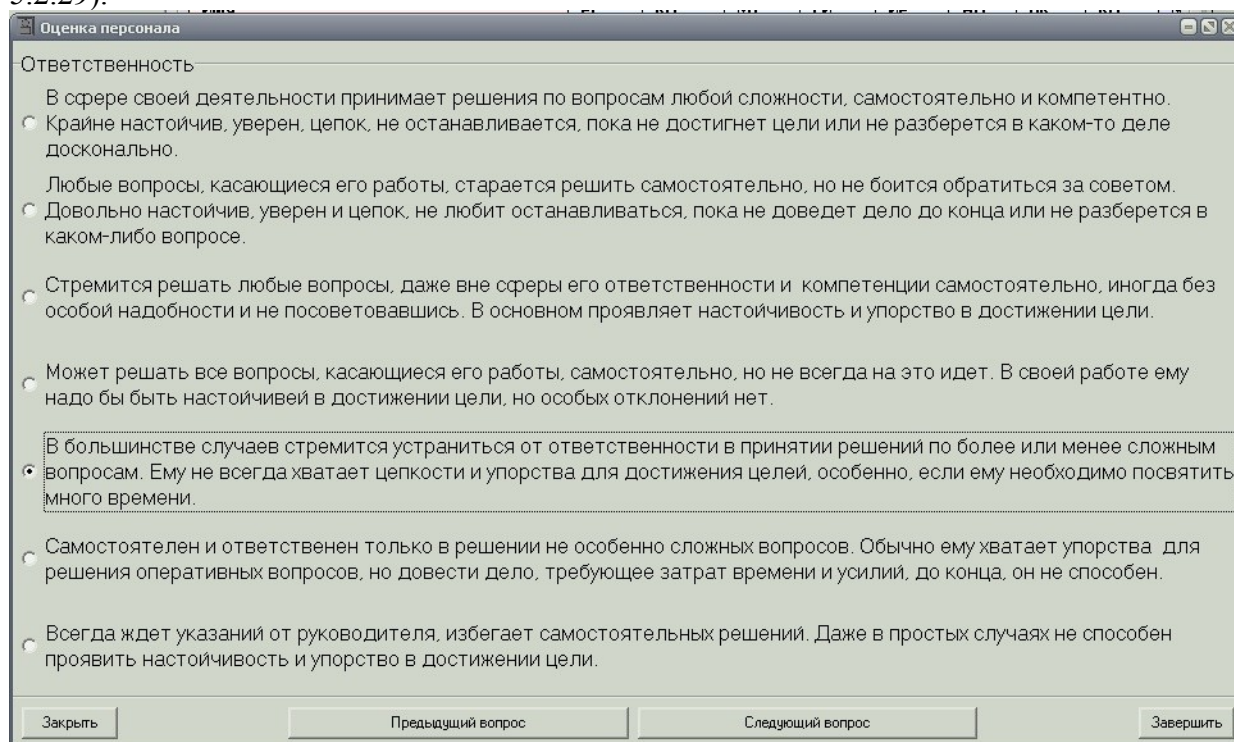 5.2.29).
Оценка персонала
Ответственность
В сфере своей деятельности принимает решения по вопросам любой сложности, самостоятельно и компетентно.
Крайне настойчив, уверен, цепок, не останавливается, пока не достигнет цели или не разберется в каком-то деле
досконально.
Любые вопросы, касающиеся его работы, старается решить самостоятельно, но не боится обратиться за советом.
Довольно настойчив, уверен и цепок, не любит останавливаться, пока не доведет дело до конца или не разберется в
каком-либо вопросе.
Стремится решать любые вопросы, даже вне сферы его ответственности и компетенции самостоятельно, иногда без
особой надобности и не посоветовавшись. В основном проявляет настойчивость и упорство в достижении цели.
Может решать все вопросы, касающиеся его работы, самостоятельно, но не всегда на это идет. В своей работе ему
надо бы быть настойчивей в достижении цели, но особых отклонений нет.
В большинстве случаев стремится устраниться от ответственности в принятии решений по более или менее сложным
вопросам. Ему не всегда хватает цепкости и упорства для достижения целей, особенно, если ему необходимо посвятить
много времени.
Самостоятелен и ответственен только в решении не особенно сложных вопросов. Обычно ему хватает упорства для
решения оперативных вопросов, но довести дело, требующее затрат времени и усилий, до конца, он не способен.
Всегда ждет указаний от руководителя, избегает самостоятельных решений. Даже в простых случаях не способен
проявить настойчивость и упорство в достижении цели.
Закрыть Предыдущий вопрос Следующий вопрос Завершить